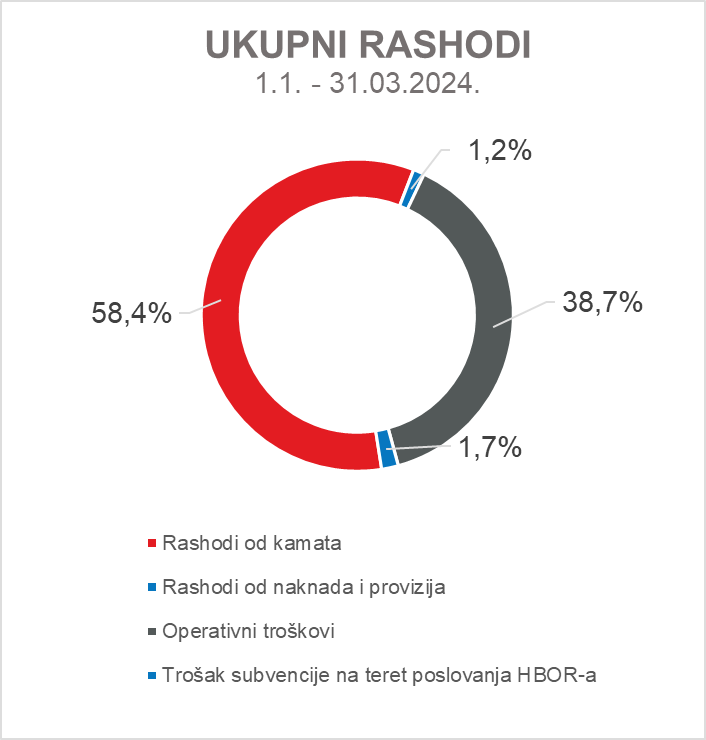 UKUPNI RASHODI
1.1. - 31.03.2024.
1,2%
58,4%
38,7%
1,7%
Rashodi od kamata
Rashodi od naknada i provizija
Operativni troškovi
Trošak subvencije na teret poslovanja HBOR-a